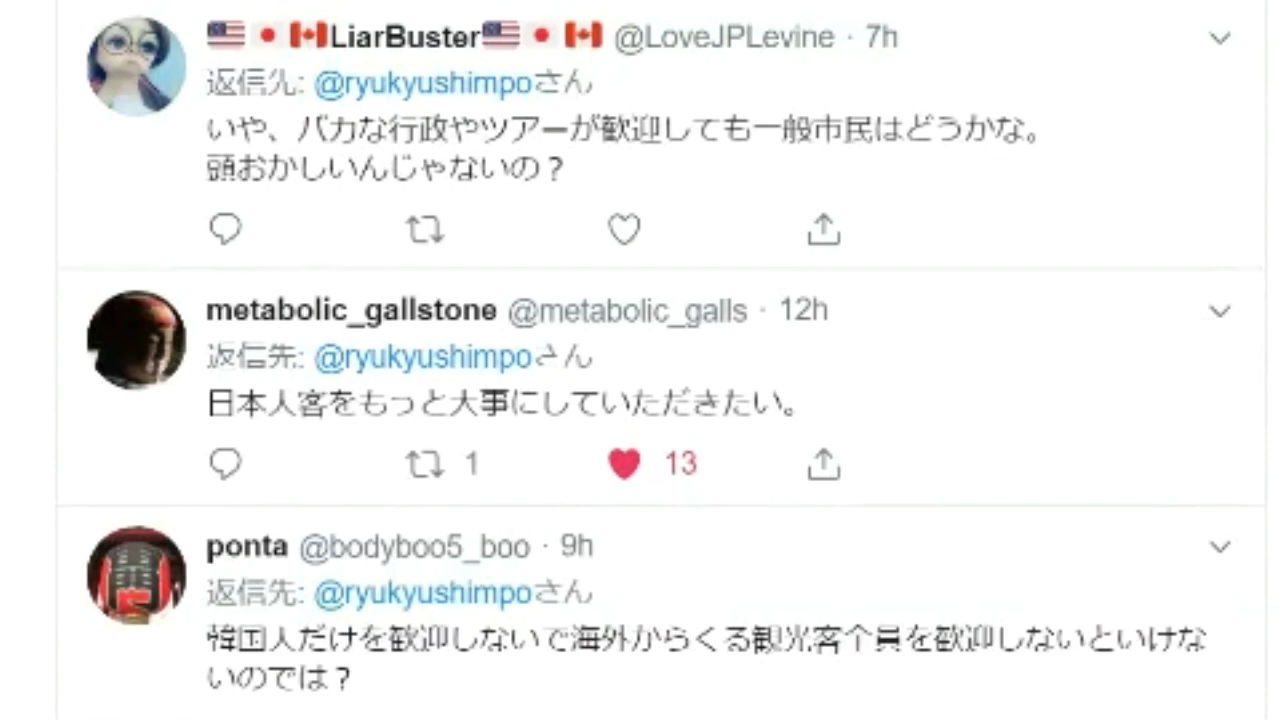 🇺🇸🇯🇵🇨🇦LiarBuster🇺🇸🇯🇵🇨🇦 @LoveJPLevine · 7h
返信先: @ryukyushimpoさん
いや、バカな行政やツアーが歓迎しても一般市民はどうかな。
頭おかしいんじゃないの？
metabolic_gallstone @metabolic_galls · 12h
返信先: @ryukyushimpoさん
日本人客をもっと大事にしていただきたい。
1 13
ponta @bodyboo5_boo · 9h
返信先: @ryukyushimpoさん
韓国人だけを歓迎しないで海外からくる観光客全員を歓迎しないといけな
いのでは？